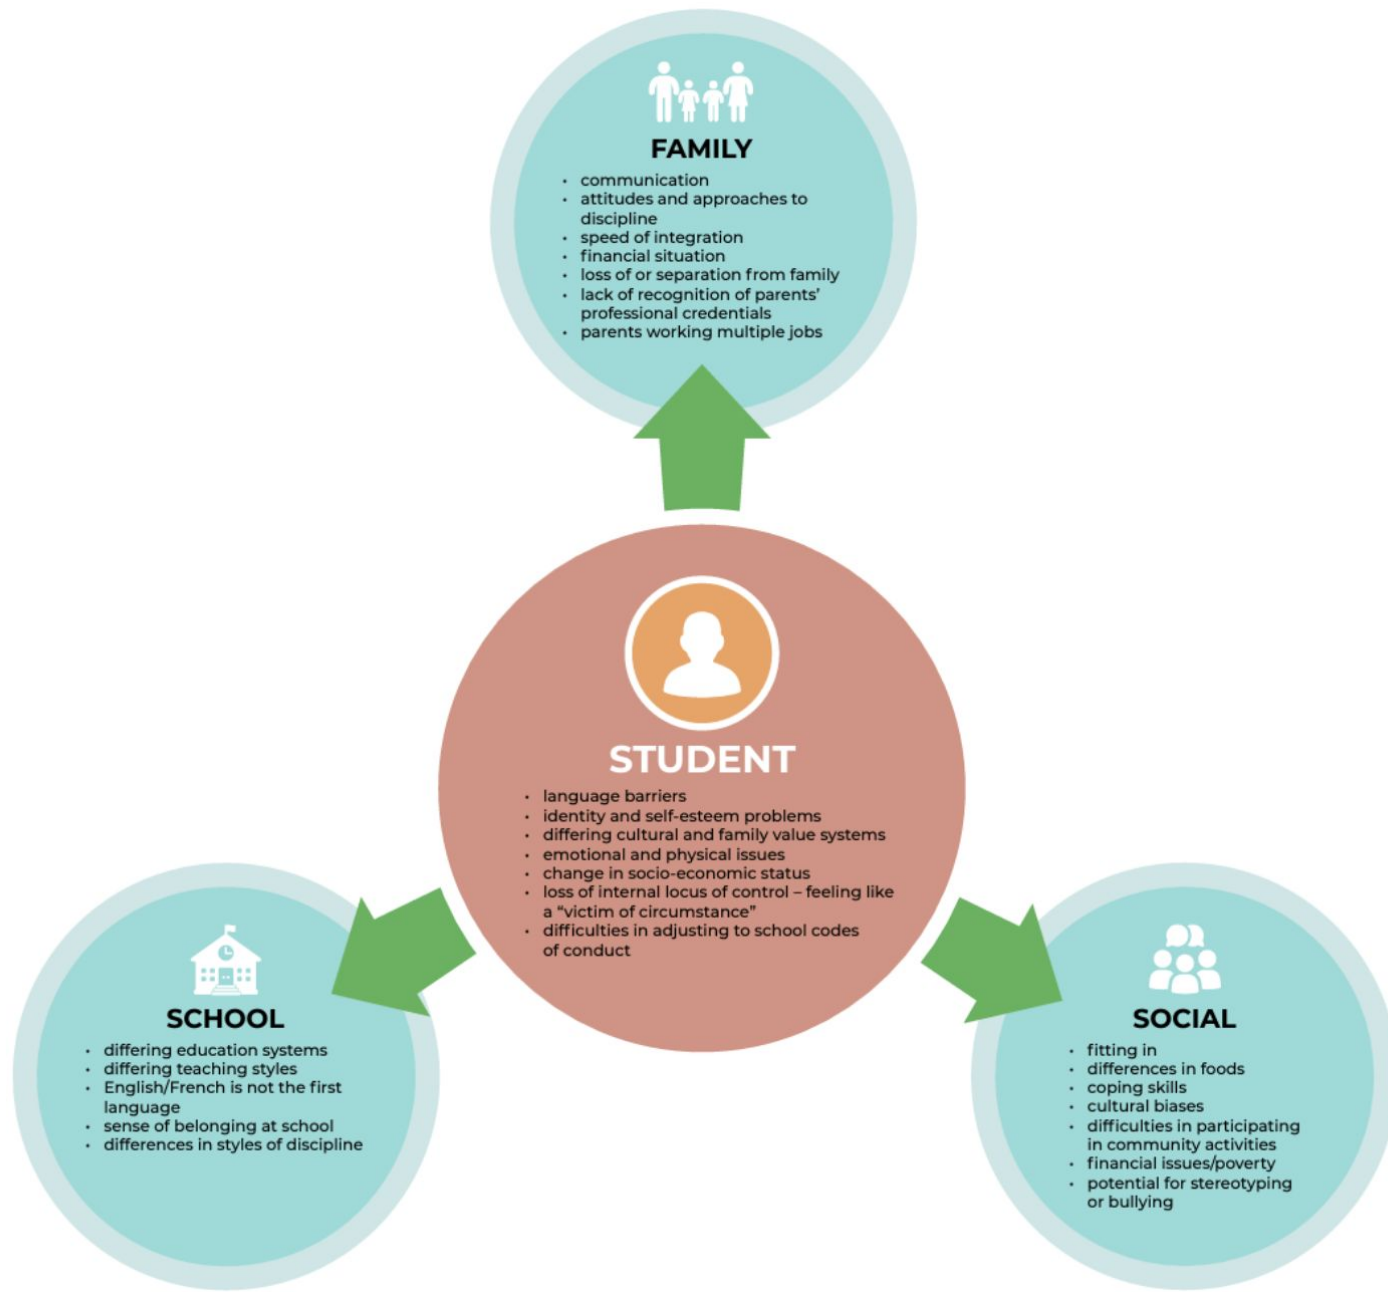 FAMILY
• communication
• attitudes and approaches to
discipline
• speed of integration
• financial situation
• loss of or separation from family
• lack of recognition of parents’
professional credentials
• parents working multiple jobs
STUDENT
• language barriers
• identity and self-esteem problems
• differing cultural and family value systems
• emotional and physical issues
• change in socio-economic status
• loss of internal locus of control – feeling like
a “victim of circumstance”
• difficulties in adjusting to school codes
of conduct
SCHOOL
• differing education systems
• differing teaching styles
• English/French is not the first
language
• sense of belonging at school
• differences in styles of discipline
SOCIAL
• fitting in
• differences in foods
• coping skills
• cultural biases
• difficulties in participating
in community activities
• financial issues/poverty
• potential for stereotyping
or bullying